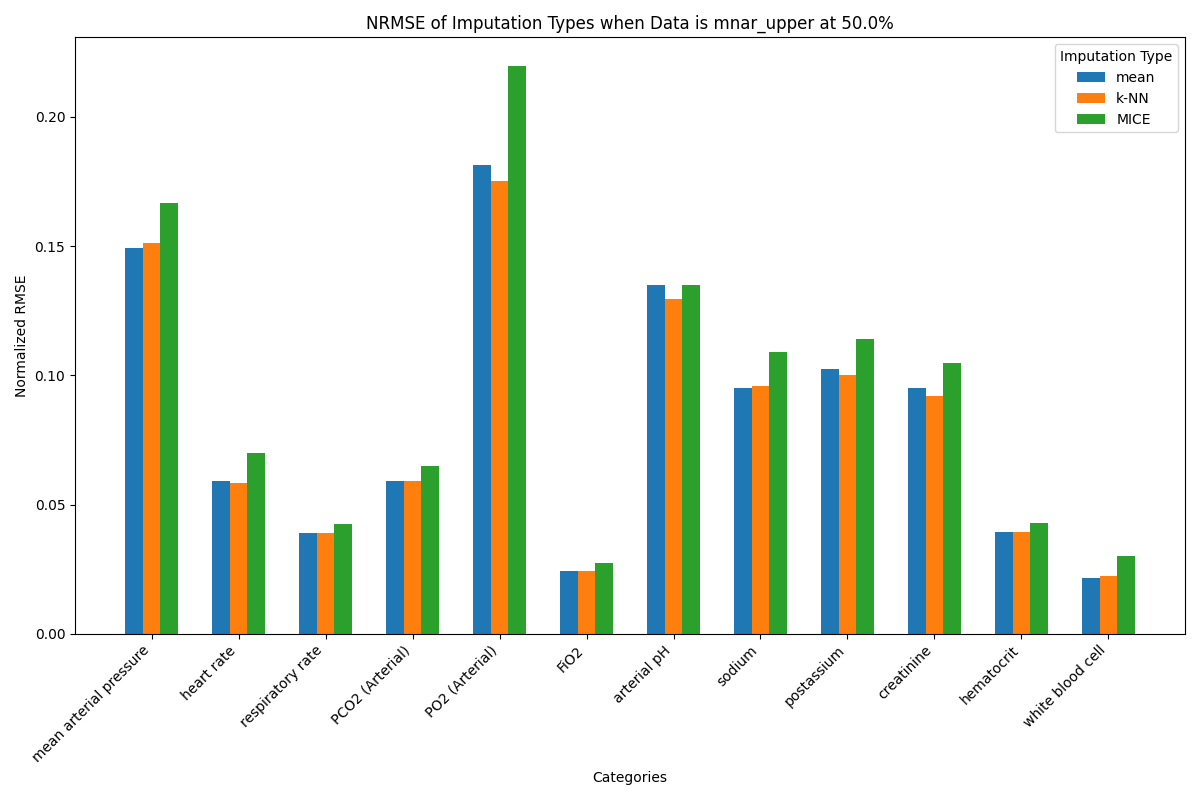 NRMSE of Imputation Types when Data is mnar_upper at 50.0%
Imputation Type
mean
k-NN
MICE
Normalized RMSE
0.20
0.15
0.10
0.05
0.00
mean arterial pressure
heart rate
respiratory rate
PCO2 (Arterial)
PO2 (Arterial)
FiO2
arterial pH
sodium
postassium
creatinine
hematocrit
white blood cell
Categories